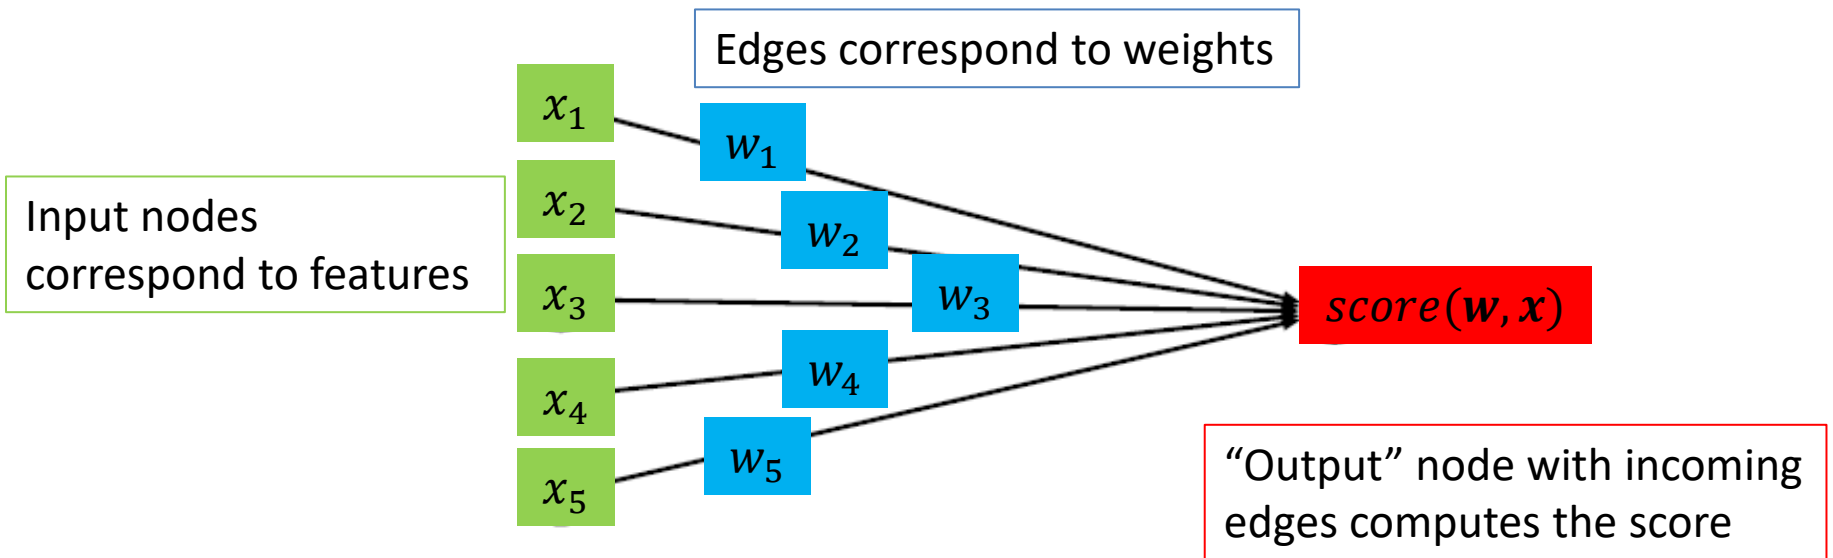 Edges correspond to weights
x₁
w₁
x₂
w₂
Input nodes
correspond to features
x₃
w₃
score(w, x)
x₄
w₄
x₅
w₅
“Output” node with incoming
edges computes the score